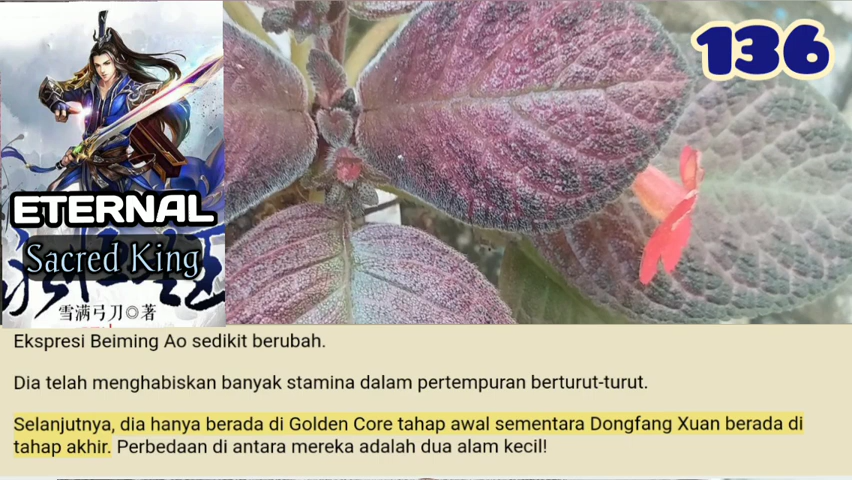 136
ETERNAL
Sacred King
雪满弓刀◎著
Ekspresi Beiming Ao sedikit berubah.
Dia telah menghabiskan banyak stamina dalam pertempuran berturut-turut.
Selanjutnya, dia hanya berada di Golden Core tahap awal sementara Dongfang Xuan berada di
tahap akhir. Perbedaan di antara mereka adalah dua alam kecil!